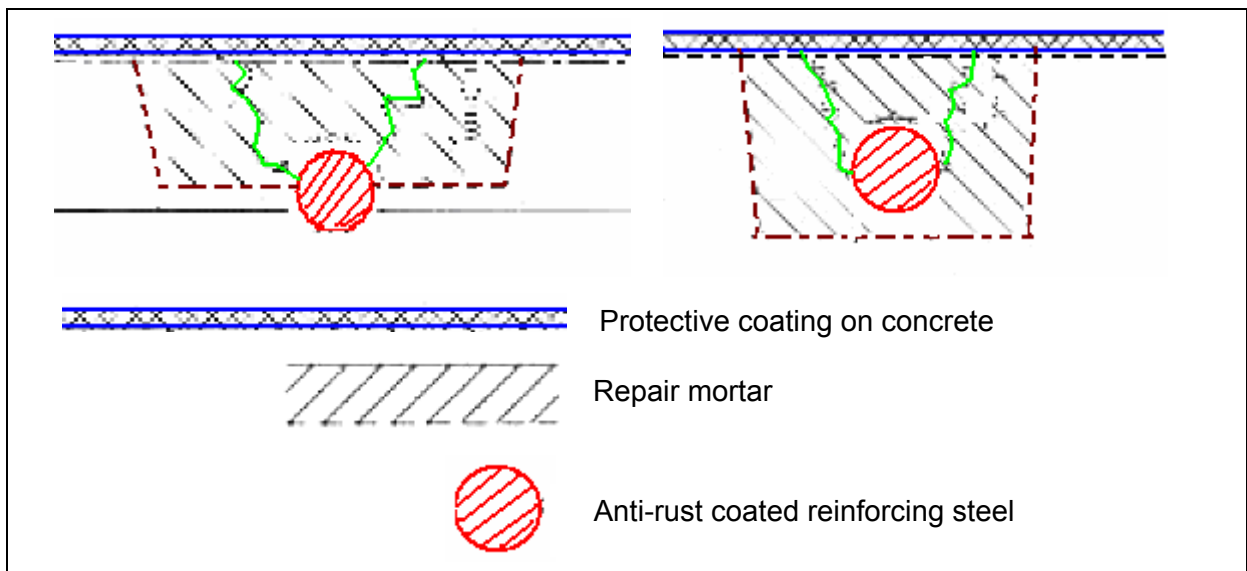 Protective coating on concrete
Repair mortar
Anti-rust coated reinforcing steel